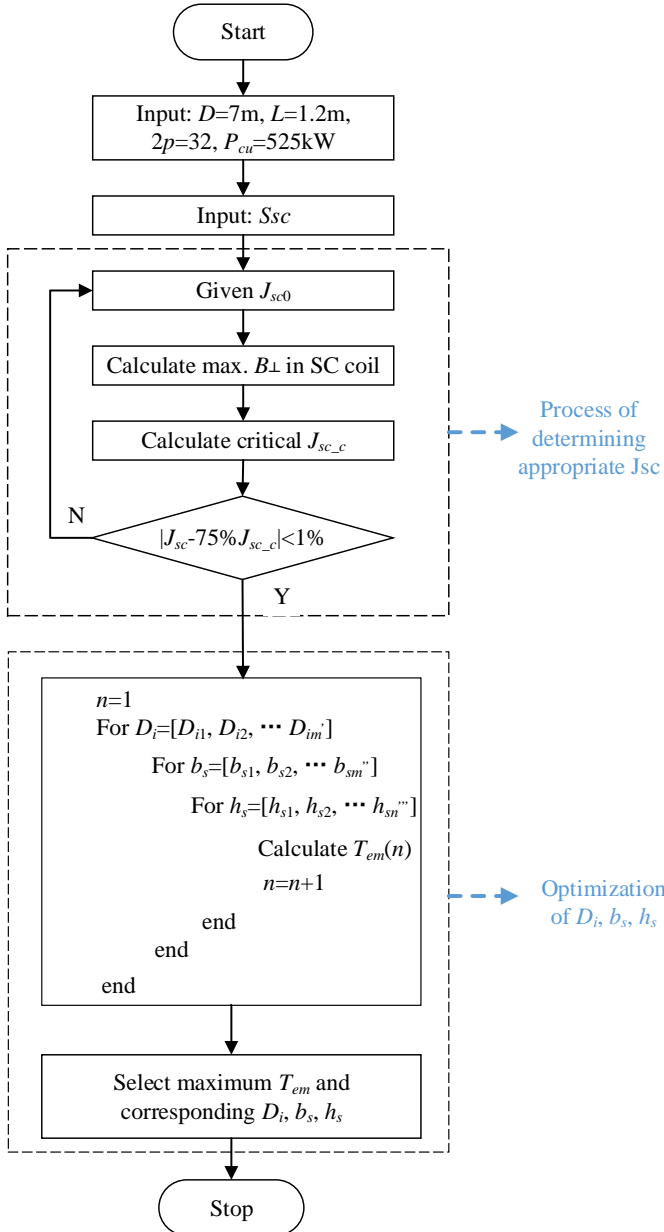 Start
Input: D=7m, L=1.2m,
2p=32, Pcu=525kW
Input: Ssc
Given Jsc0
Calculate max. B⊥ in SC coil
Calculate critical Jsc_c
N
|Jsc-75%Jsc_c|<1%
Y
Process of
determining
appropriate Jsc
n=1
For Di=[Di1, Di2, ··· Dim']
For bs=[bs1, bs2, ··· bsm'']
For hs=[hs1, hs2, ··· hsn''']
Calculate Tem(n)
n=n+1
end
end
end
Optimization
of Di, bs, hs
Select maximum Tem and
corresponding Di, bs, hs
Stop